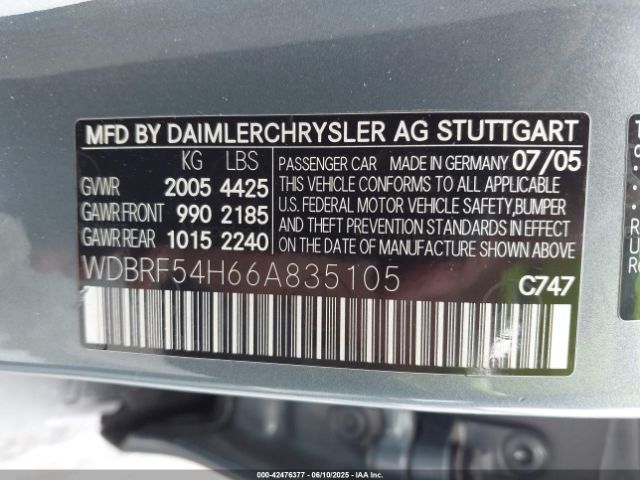 MFD BY DAIMLERCHRYSLER AG STUTTGART
KG LBS
GVWR 2005 4425
GAWR FRONT 990 2185
GAWR REAR 1015 2240
PASSENGER CAR MADE IN GERMANY 07/05
THIS VEHICLE CONFORMS TO ALL APPLICABLE
U.S. FEDERAL MOTOR VEHICLE SAFETY,BUMPER
AND THEFT PREVENTION STANDARDS IN EFFECT
ON THE DATE OF MANUFACTURE SHOWN ABOVE.
WDBRF54H66A835105
C747
000-42476377 - 06/10/2025 - IAA Inc.